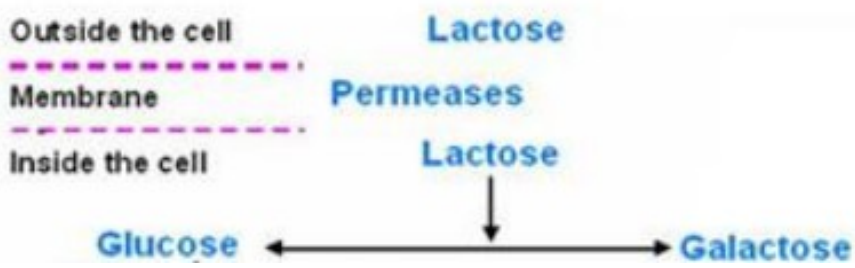 Outside the cell Lactose
Membrane Permeases
Inside the cell Lactose
Glucose Galactose